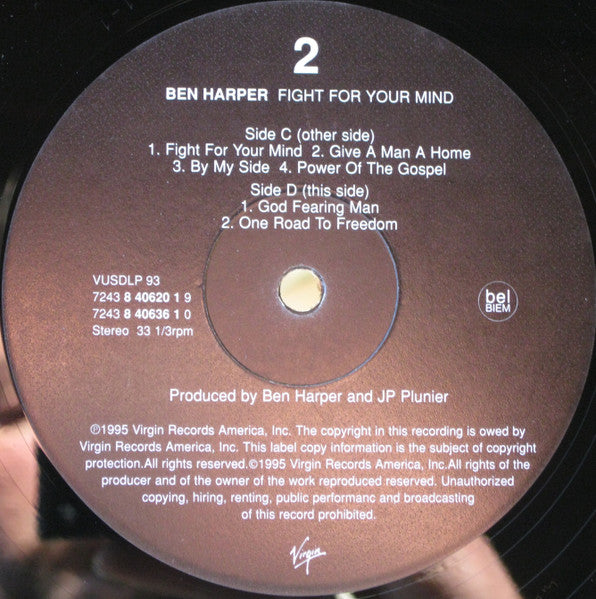 2
BEN HARPER FIGHT FOR YOUR MIND
Side C (other side)
1. Fight For Your Mind 2. Give A Man A Home
3. By My Side 4. Power Of The Gospel
Side D (this side)
1. God Fearing Man
2. One Road To Freedom
VUSDLP 93
7243 8 40620 1 9
7243 8 40636 1 0
Stereo 33 1/3rpm
bel
BIEM
Produced by Ben Harper and JP Plunier
℗1995 Virgin Records America, Inc. The copyright in this recording is owed by
Virgin Records America, Inc. This label copy information is the subject of copyright
protection.All rights reserved.©1995 Virgin Records America, Inc.All rights of the
producer and of the owner of the work reproduced reserved. Unauthorized
copying, hiring, renting, public performanc and broadcasting
of this record prohibited.
Virgin